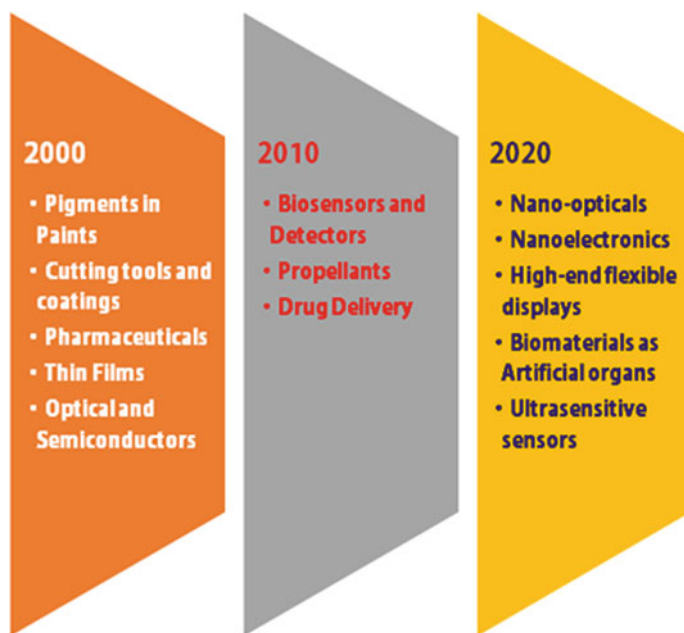 2000
• Pigments in
Paints
• Cutting tools and
coatings
• Pharmaceuticals
• Thin Films
• Optical and
Semiconductors
2010
• Biosensors and
Detectors
• Propellants
• Drug Delivery
2020
• Nano-opticals
• Nanoelectronics
• High-end flexible
displays
• Biomaterials as
Artificial organs
• Ultrasensitive
sensors